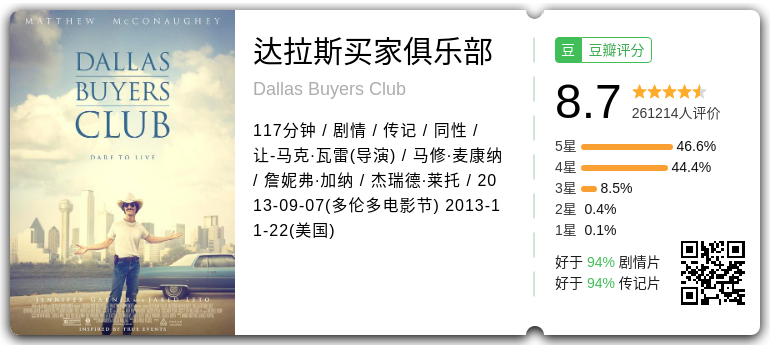 MATTHEW McCONAUGHEY
DALLAS
BUYERS
CLUB
DARE TO LIVE
JENNIFER GARNER and JARED LETO
INSPIRED BY TRUE EVENTS
达拉斯买家俱乐部
Dallas Buyers Club
117分钟 / 剧情 / 传记 / 同性 /
让-马克·瓦雷(导演) / 马修·麦康纳
/ 詹妮弗·加纳 / 杰瑞德·莱托 / 20
13-09-07(多伦多电影节) 2013-1
1-22(美国)
豆 豆瓣评分
8.7
261214人评价
5星 46.6%
4星 44.4%
3星 8.5%
2星 0.4%
1星 0.1%
好于 94% 剧情片
好于 94% 传记片